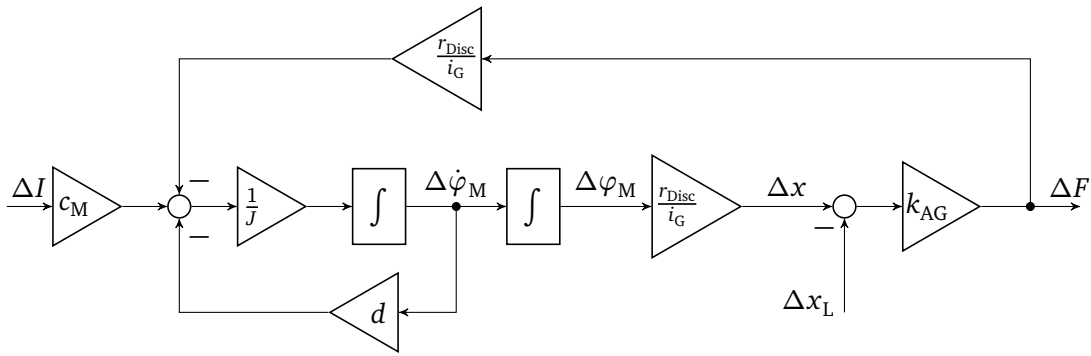 r_Disc
i_G
ΔI
c_M
−
−
1
J
∫
Δφ̇_M
∫
Δφ_M
r_Disc
i_G
Δx
−
k_AG
ΔF
d
Δx_L